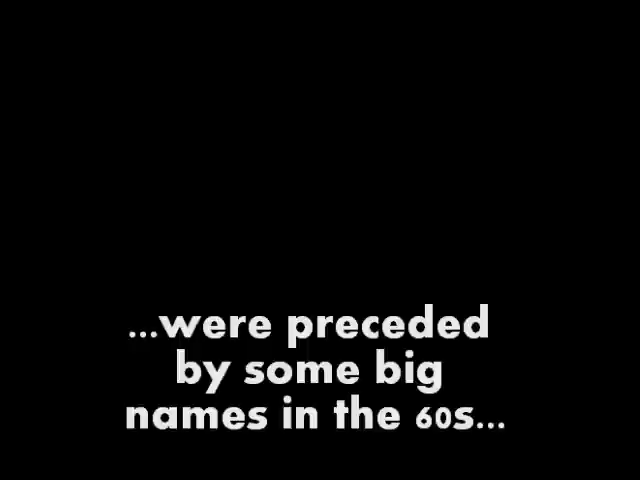 ...were preceded
by some big
names in the 60s...